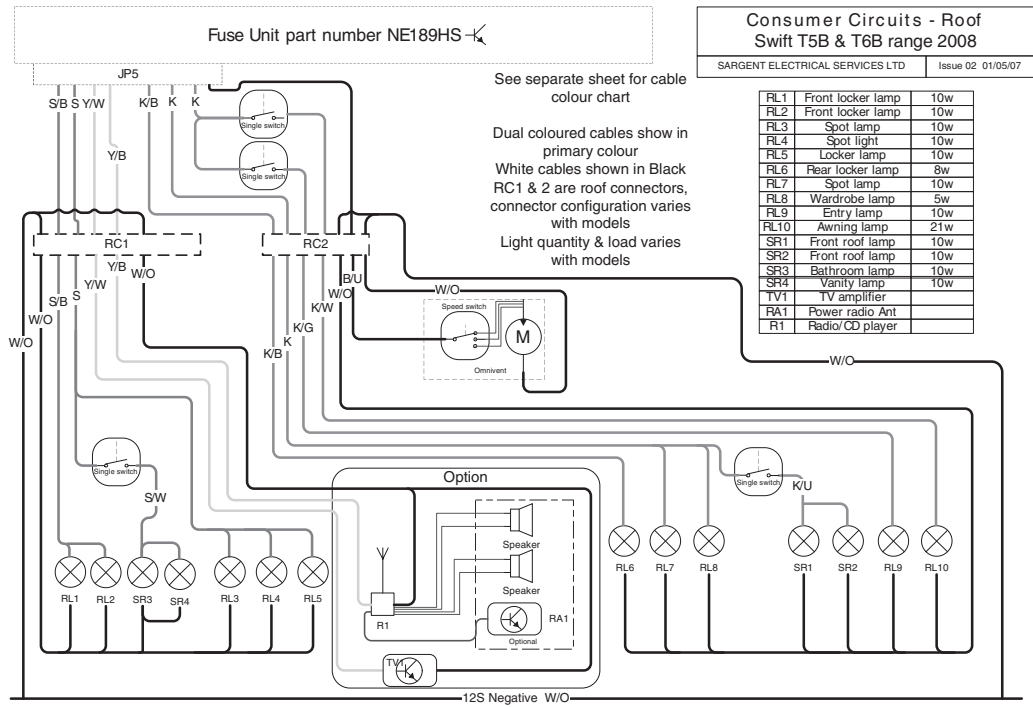 Fuse Unit part number NE189HS
Consumer Circuits - Roof
Swift T5B & T6B range 2008
SARGENT ELECTRICAL SERVICES LTD Issue 02 01/05/07
JP5
S/B S Y/W K/B K K
Y/B
Single switch
Single switch
See separate sheet for cable
colour chart
Dual coloured cables show in
primary colour
White cables shown in Black
RC1 & 2 are roof connectors,
connector configuration varies
with models
Light quantity & load varies
with models
RL1 Front locker lamp 10w
RL2 Front locker lamp 10w
RL3 Spot lamp 10w
RL4 Spot light 10w
RL5 Locker lamp 10w
RL6 Rear locker lamp 8w
RL7 Spot lamp 10w
RL8 Wardrobe lamp 5w
RL9 Entry lamp 10w
RL10 Awning lamp 21w
SR1 Front roof lamp 10w
SR2 Front roof lamp 10w
SR3 Bathroom lamp 10w
SR4 Vanity lamp 10w
TV1 TV amplifier
RA1 Power radio Ant
R1 Radio/CD player
RC1
RC2
W/O
W/O
S/B
S
Y/W
Y/B
W/O
K/B
K
K/G
K/W
W/O
B/U
W/O
Speed switch
M
Omnivent
W/O
Single switch
S/W
Option
Single switch
K/U
Speaker
Speaker
R1
RA1
Optional
TV1
RL1 RL2 SR3 SR4 RL3 RL4 RL5
RL6 RL7 RL8 SR1 SR2 RL9 RL10
12S Negative W/O